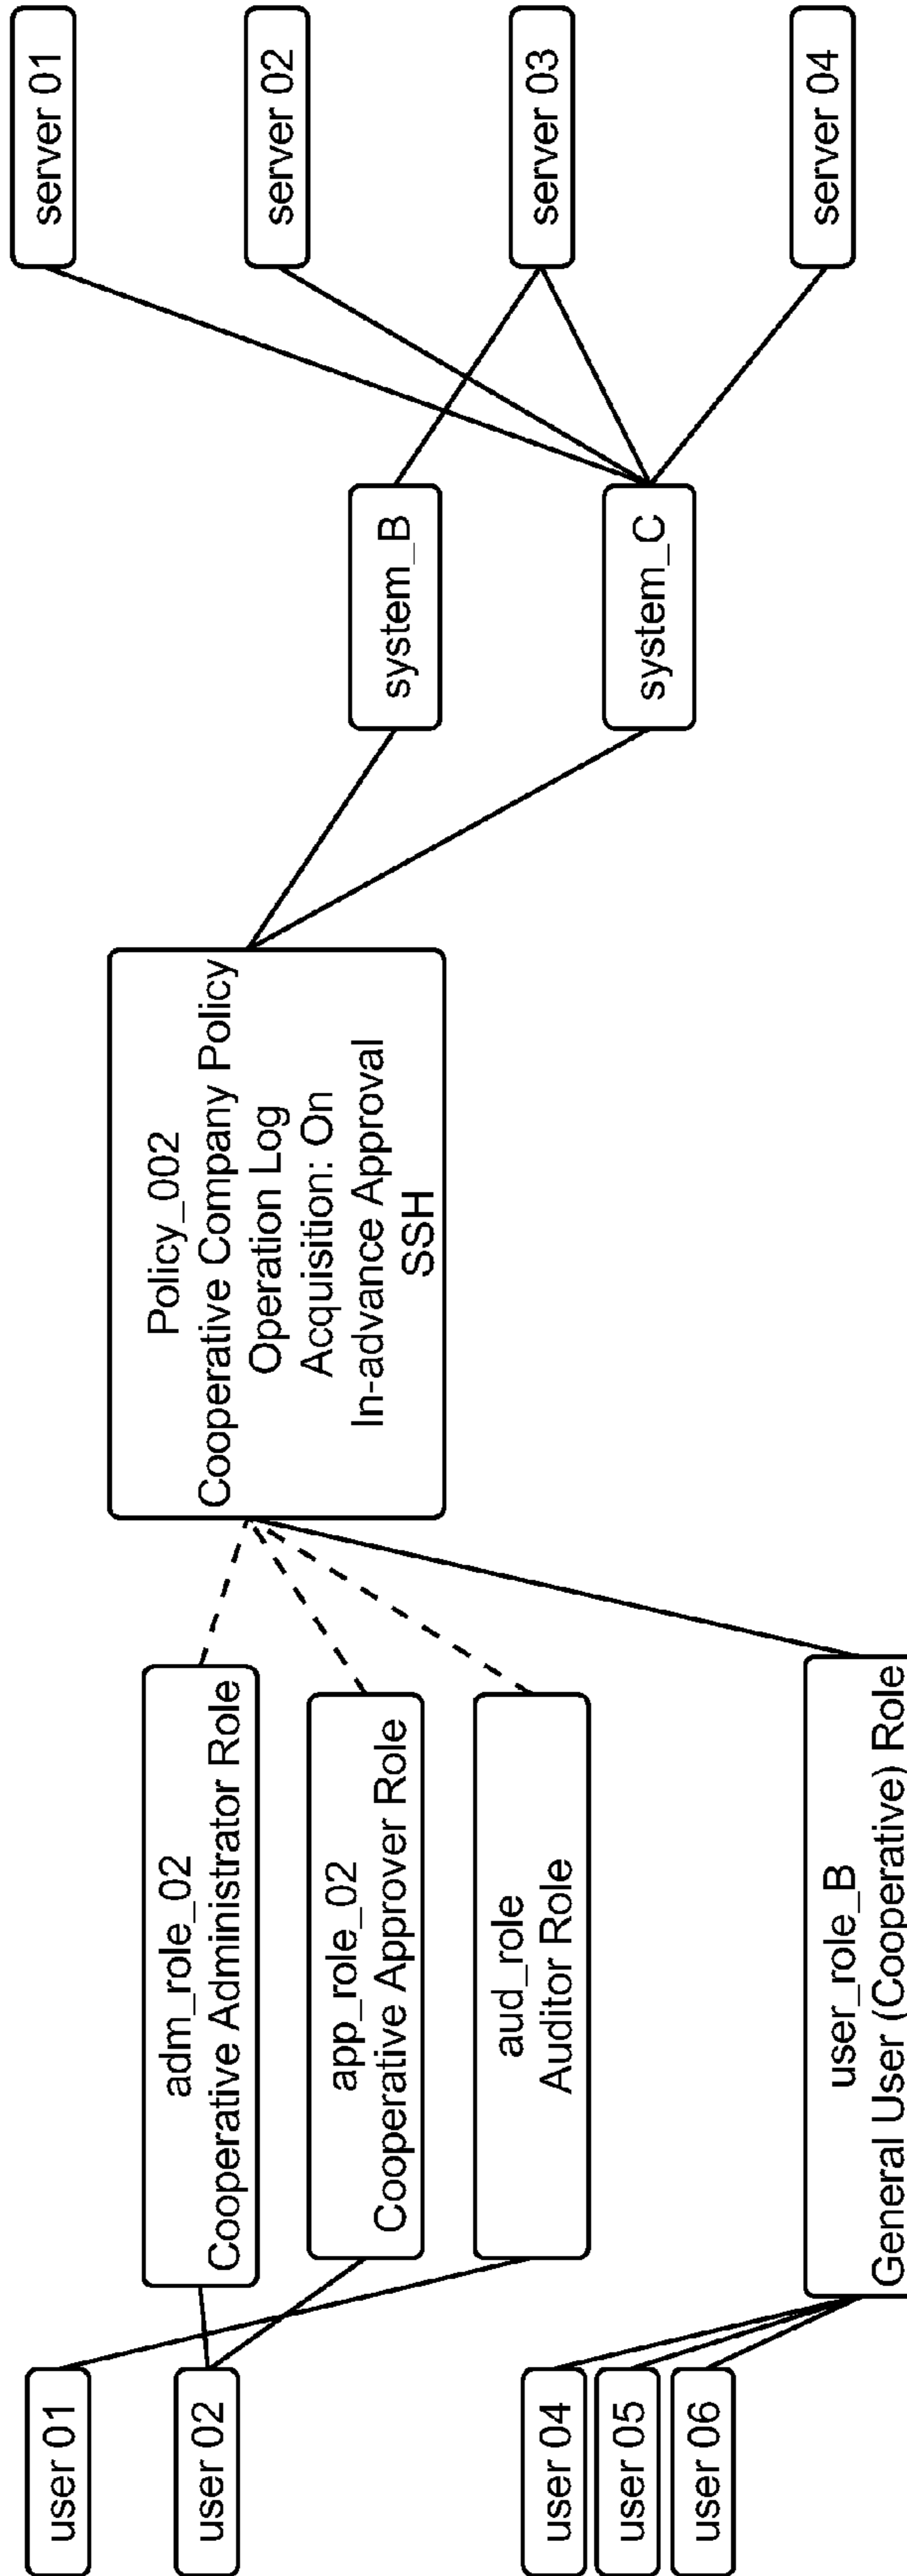 user 01
user 02
user 04
user 05
user 06
adm_role_02
Cooperative Administrator Role
app_role_02
Cooperative Approver Role
aud_role
Auditor Role
user_role_B
General User (Cooperative) Role
Policy_002
Cooperative Company Policy
Operation Log
Acquisition: On
In-advance Approval
SSH
system_B
system_C
server 01
server 02
server 03
server 04